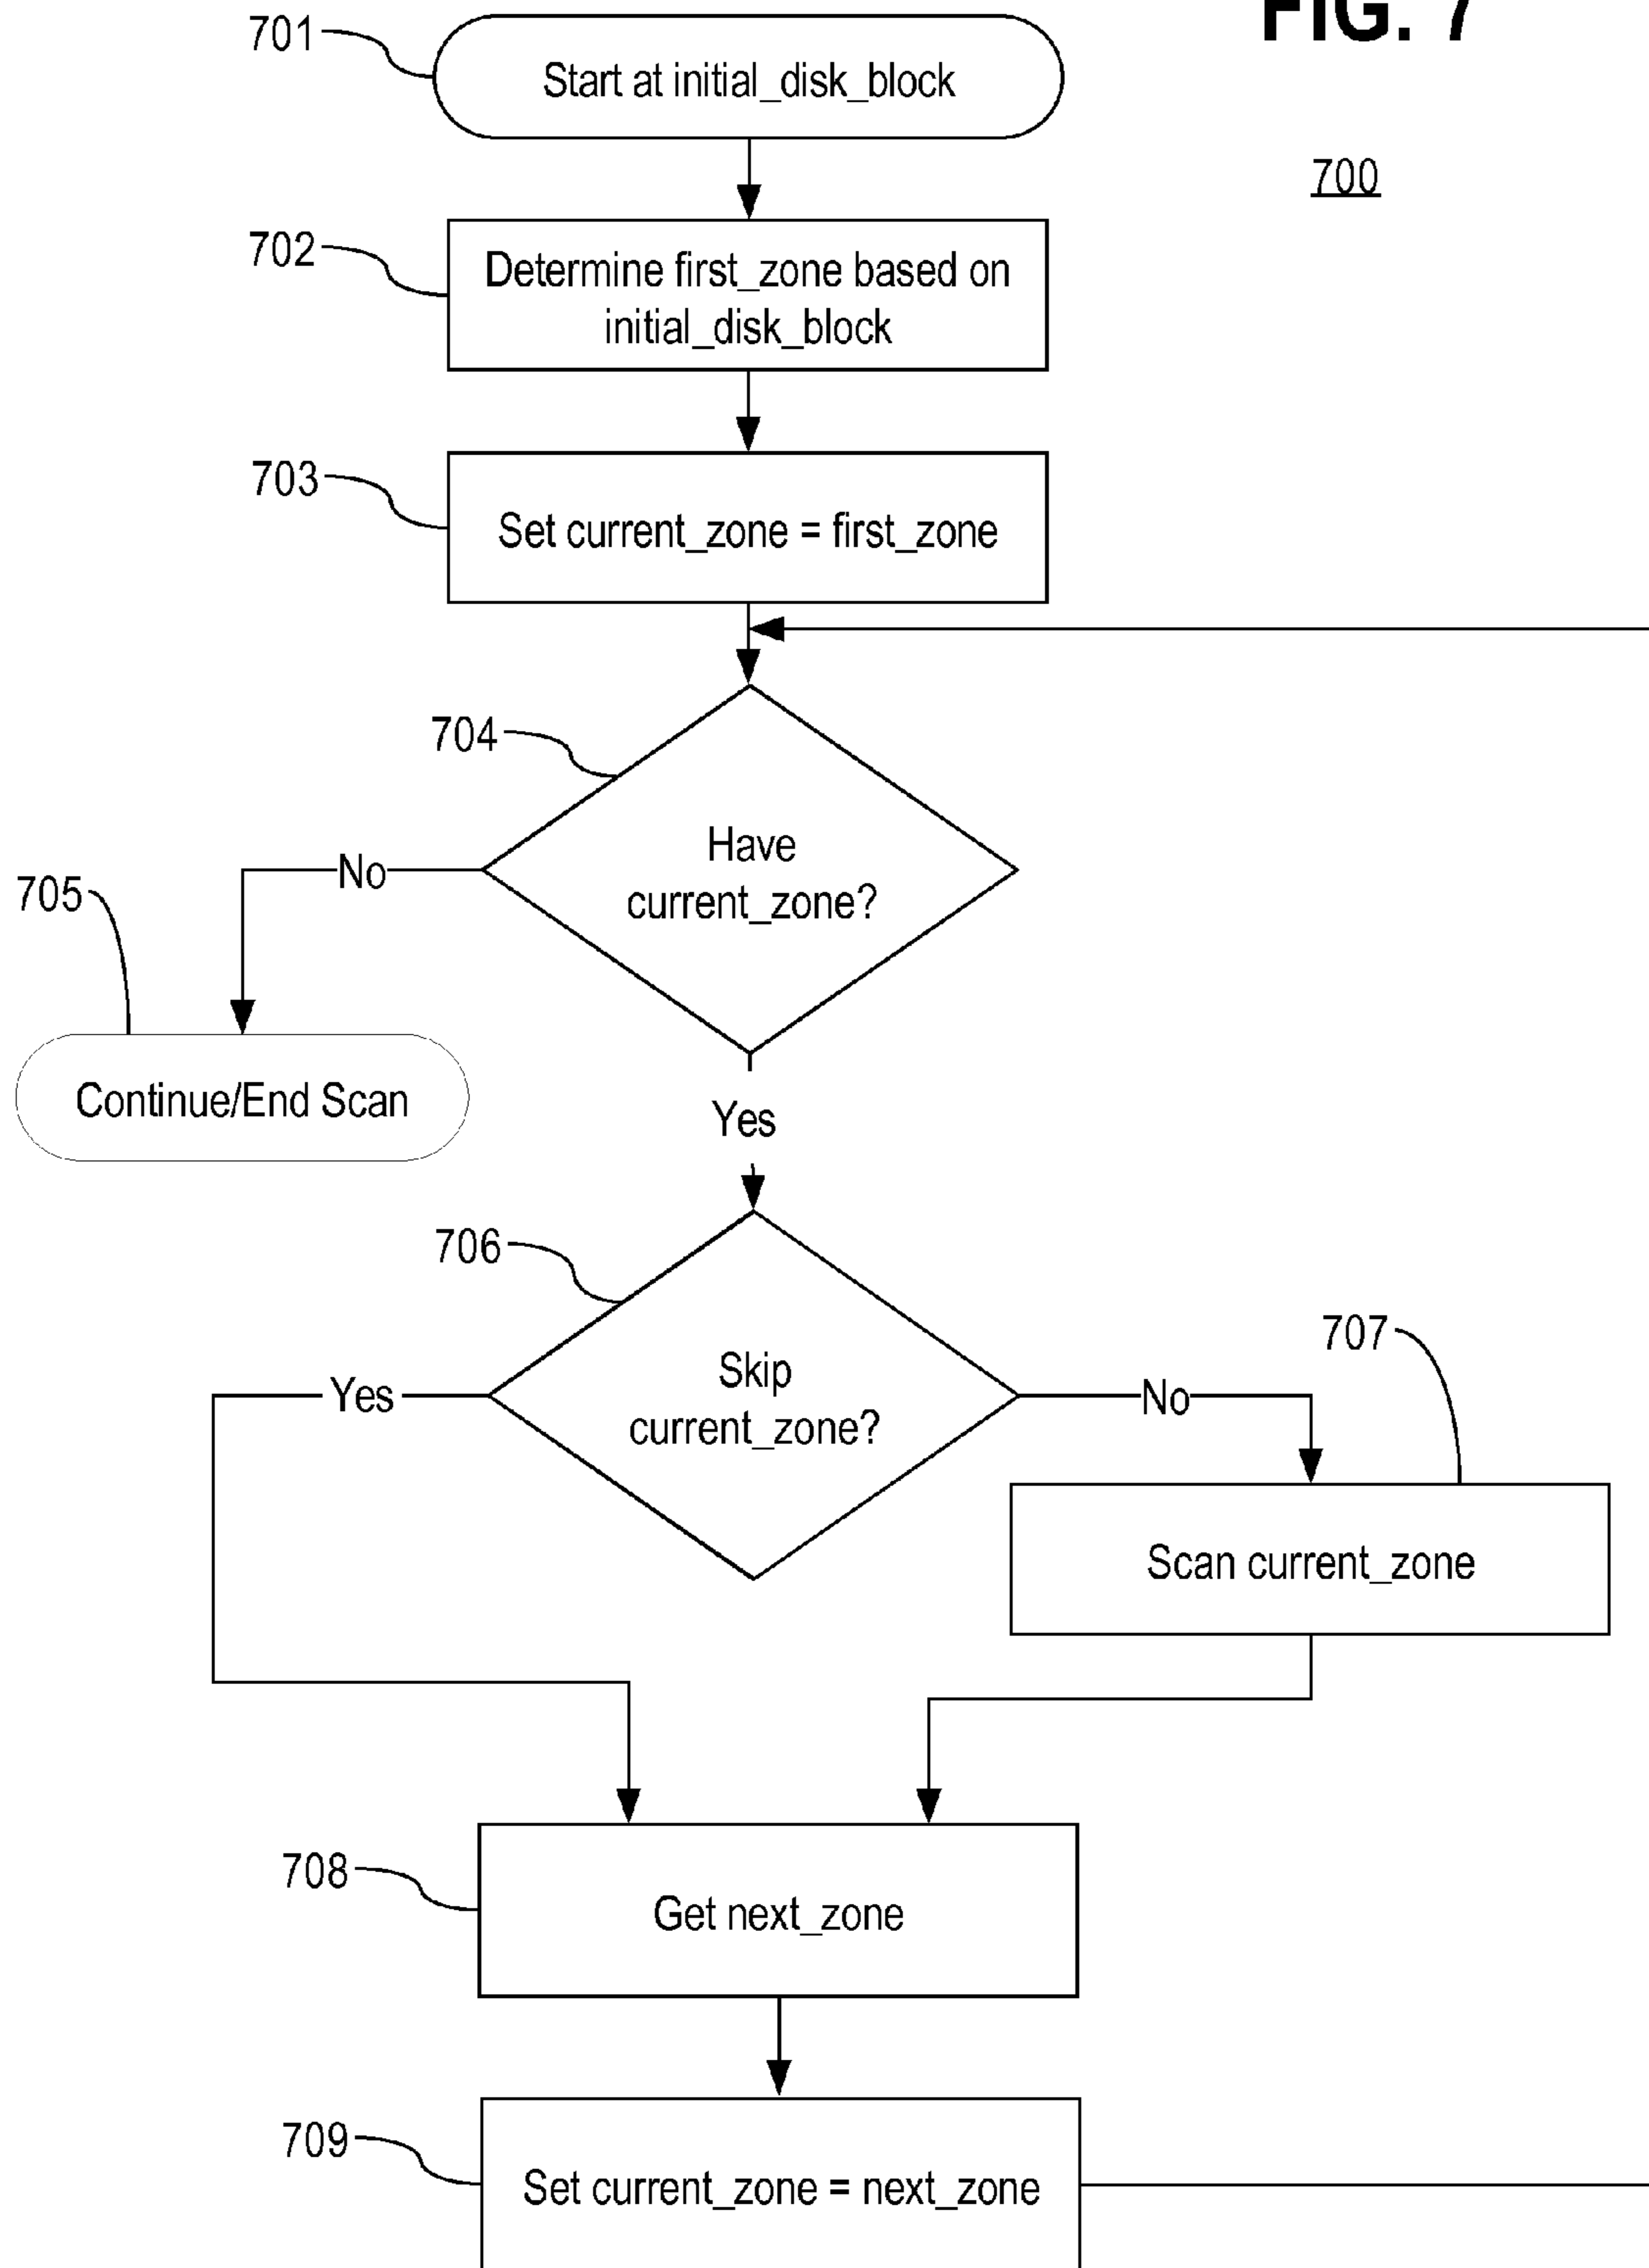 FIG. 7
701
Start at initial_disk_block
700
702
Determine first_zone based on
initial_disk_block
703
Set current_zone = first_zone
704
Have
current_zone?
No
705
Continue/End Scan
Yes
706
Skip
current_zone?
Yes
No
707
Scan current_zone
708
Get next_zone
709
Set current_zone = next_zone